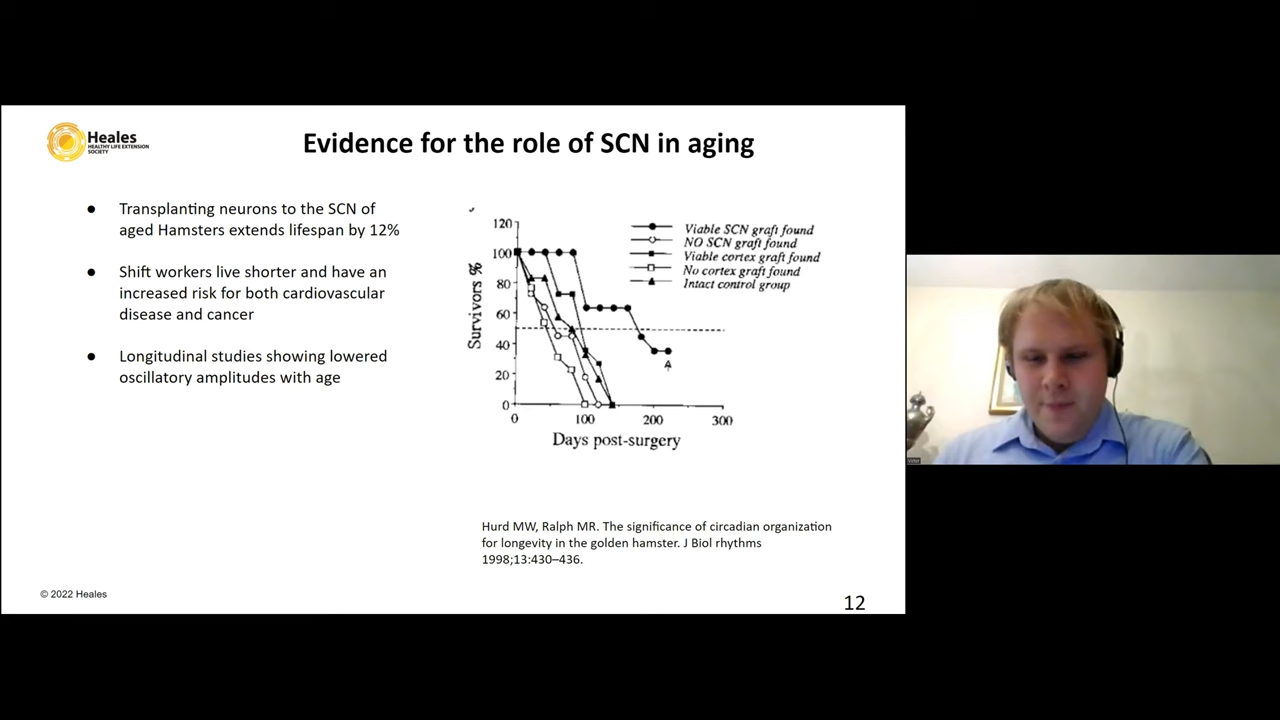 Heales
HEALTHY LIFE EXTENSION
SOCIETY
Evidence for the role of SCN in aging
● Transplanting neurons to the SCN of
aged Hamsters extends lifespan by 12%
● Shift workers live shorter and have an
increased risk for both cardiovascular
disease and cancer
● Longitudinal studies showing lowered
oscillatory amplitudes with age
120
100
80
60
40
20
0
Survivors %
Viable SCN graft found
NO SCN graft found
Viable cortex graft found
No cortex graft found
Intact control group
A
0 100 200 300
Days post-surgery
Hurd MW, Ralph MR. The significance of circadian organization
for longevity in the golden hamster. J Biol rhythms
1998;13:430–436.
© 2022 Heales
12